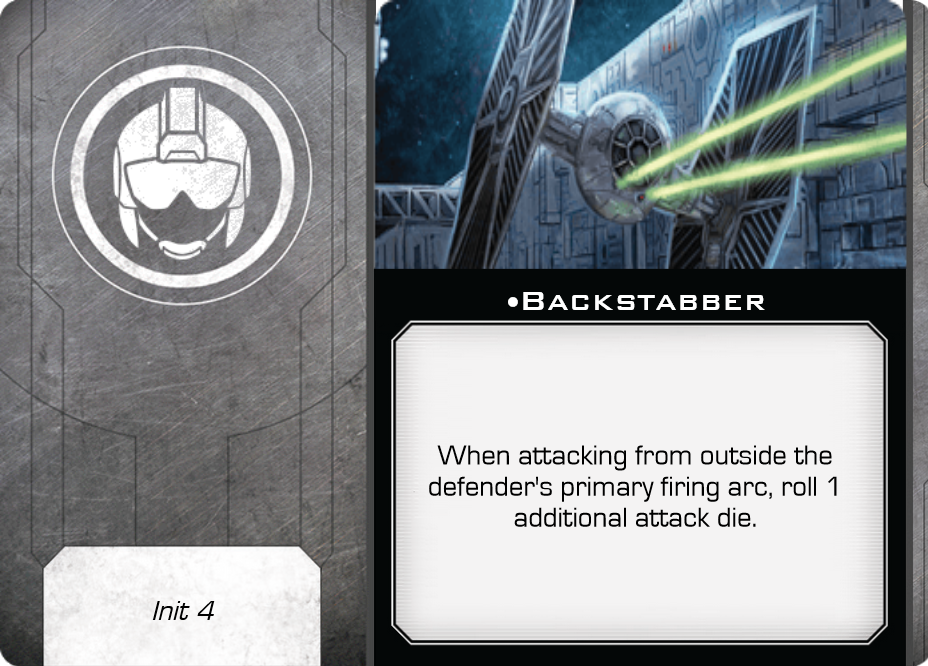 •Backstabber
When attacking from outside the
defender's primary firing arc, roll 1
additional attack die.
Init 4